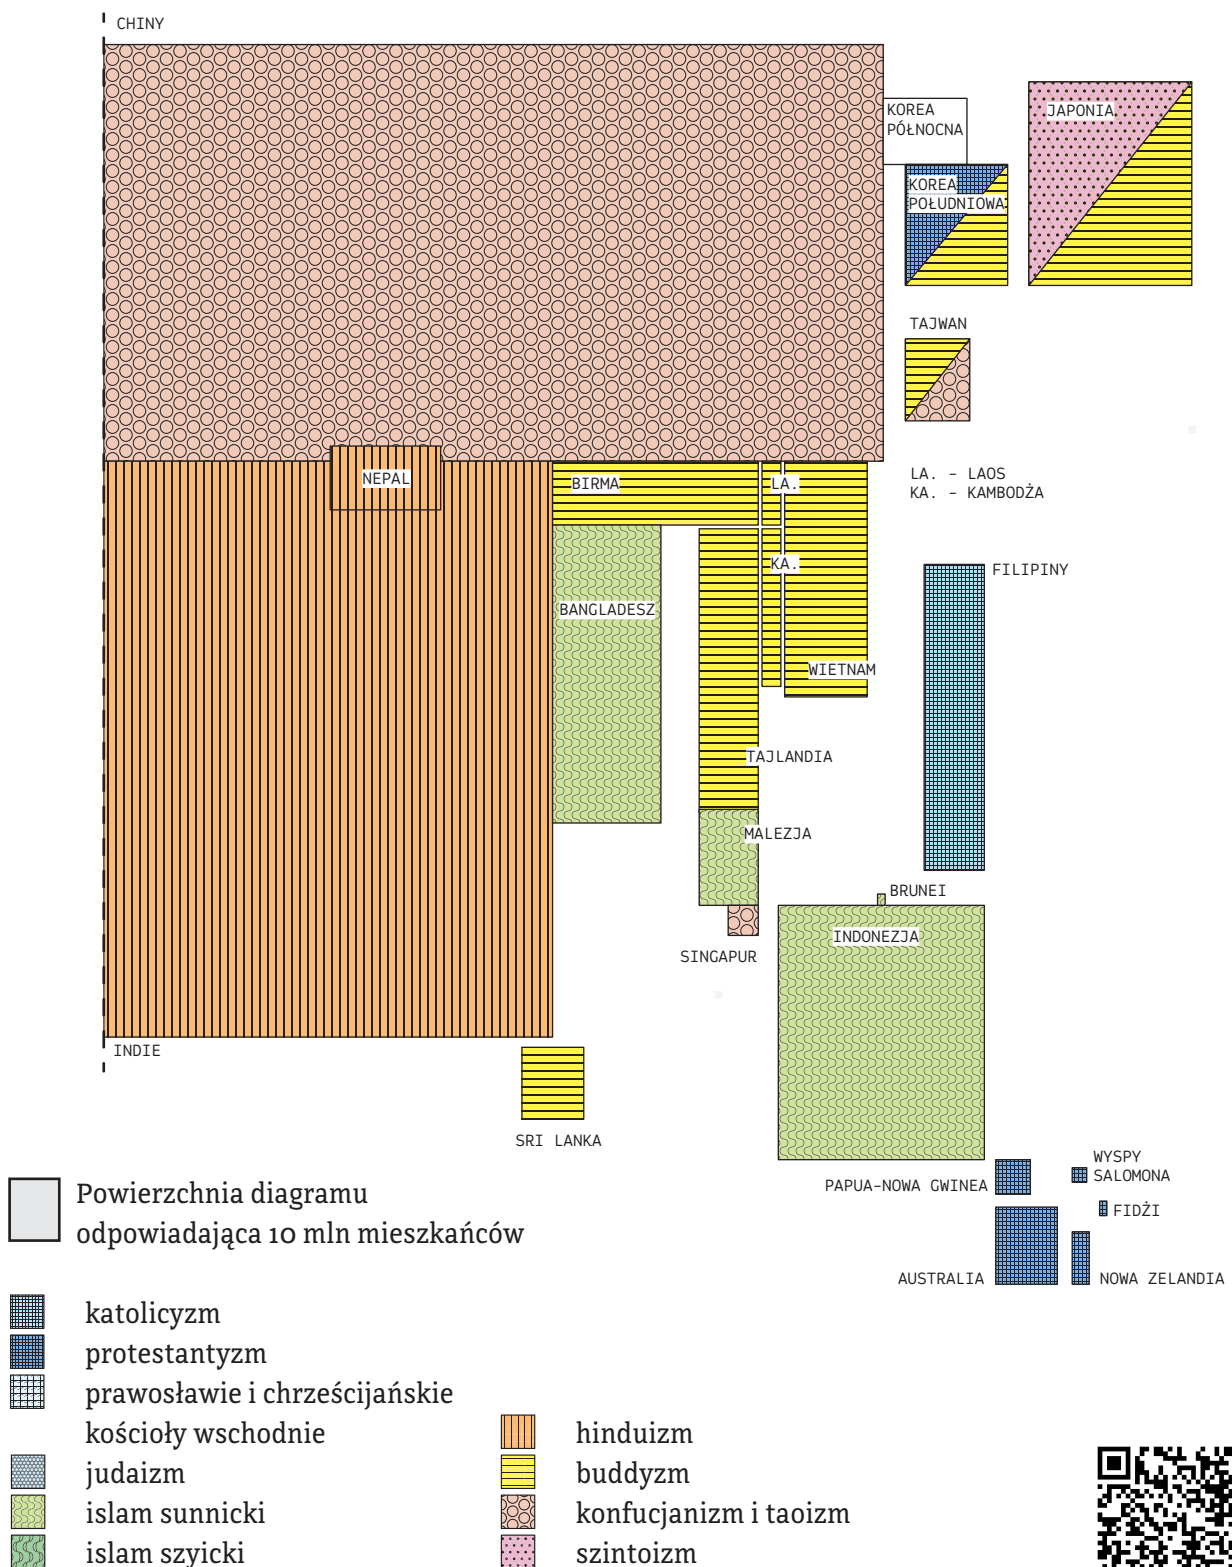 CHINY
KOREA
PÓŁNOCNA
JAPONIA
KOREA
POŁUDNIOWA
TAJWAN
NEPAL
BIRMA
LA.
LA. - LAOS
KA. - KAMBODŻA
KA.
FILIPINY
BANGLADESZ
WIETNAM
TAJLANDIA
MALEZJA
BRUNEI
INDONEZJA
SINGAPUR
INDIE
SRI LANKA
WYSPY
SALOMONA
PAPUA-NOWA GWINEA
FIDŻI
AUSTRALIA
NOWA ZELANDIA
Powierzchnia diagramu
odpowiadająca 10 mln mieszkańców
katolicyzm
protestantyzm
prawosławie i chrześcijańskie
kościoły wschodnie
judaizm
islam sunnicki
islam szyicki
hinduizm
buddyzm
konfucjanizm i taoizm
szintoizm